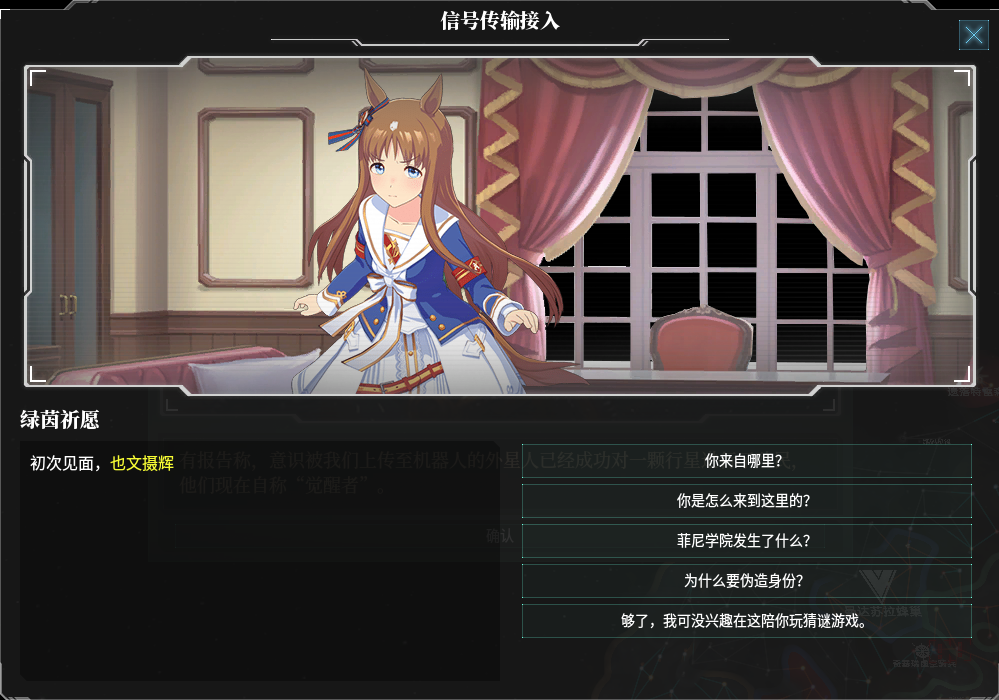 信号传输接入
绿茵祈愿
初次见面，也文摄辉
有报告称，意识被我们上传至机器人的外星人已经成功对一颗行星
他们现在自称“觉醒者”。
确认
你来自哪里？
你是怎么来到这里的？
菲尼学院发生了什么？
为什么要伪造身份？
够了，我可没兴趣在这陪你玩猜谜游戏。